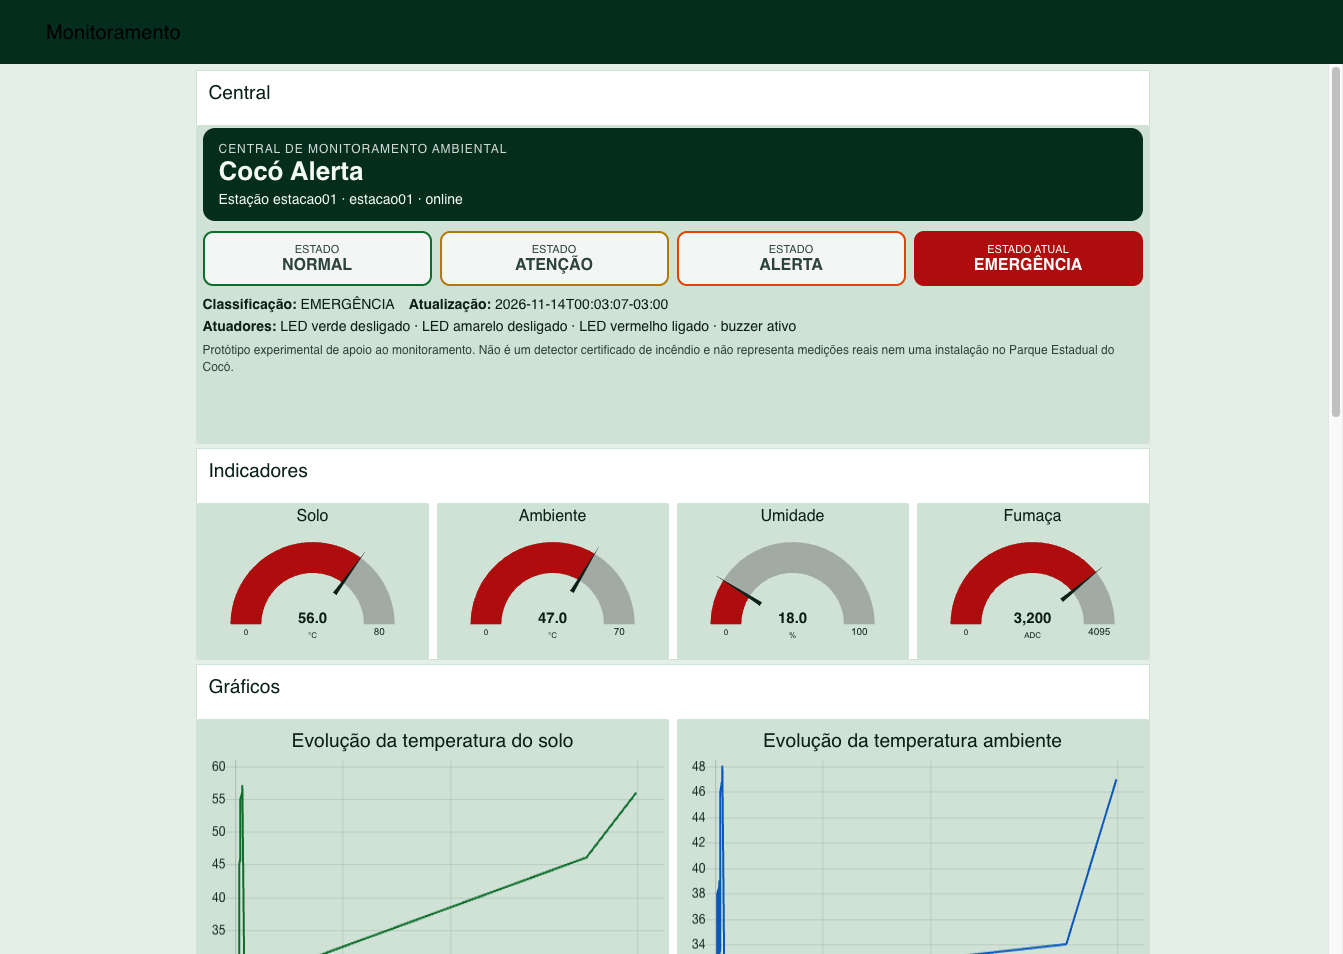 Monitoramento
Central
CENTRAL DE MONITORAMENTO AMBIENTAL
Cocó Alerta
Estação estacao01 · estacao01 · online
ESTADO
NORMAL
ESTADO
ATENÇÃO
ESTADO
ALERTA
ESTADO ATUAL
EMERGÊNCIA
Classificação: EMERGÊNCIA Atualização: 2026-11-14T00:03:07-03:00
Atuadores: LED verde desligado · LED amarelo desligado · LED vermelho ligado · buzzer ativo
Protótipo experimental de apoio ao monitoramento. Não é um detector certificado de incêndio e não representa medições reais nem uma instalação no Parque Estadual do
Cocó.
Indicadores
Solo
56.0
°C
0
80
Ambiente
47.0
°C
0
70
Umidade
18.0
%
0
100
Fumaça
3,200
ADC
0
4095
Gráficos
Evolução da temperatura do solo
60
55
50
45
40
35
Evolução da temperatura ambiente
48
46
44
42
40
38
36
34